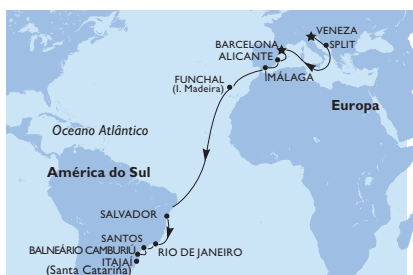 VENEZA
BARCELONA
SPLIT
ALICANTE
MÁLAGA
FUNCHAL
(I. Madeira)
Europa
Oceano Atlântico
América do Sul
SALVADOR
SANTOS
RIO DE JANEIRO
BALNEÁRIO CAMBURIÚ
ITAJAÍ
(Santa Catarina)